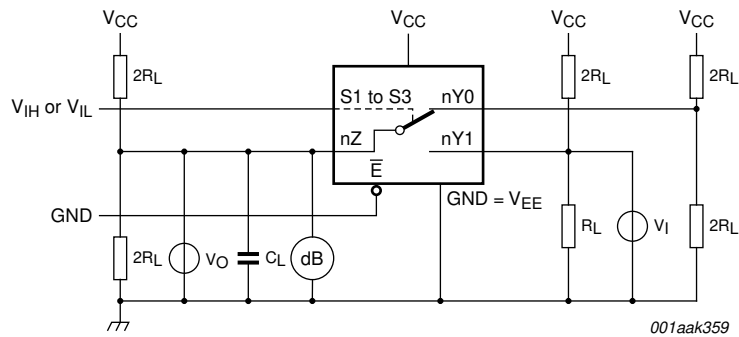 VCC VCC VCC VCC
2RL 2RL 2RL
VIH or VIL S1 to S3 nY0
nZ nY1
E
GND GND = VEE
2RL VO CL dB RL VI 2RL
001aak359